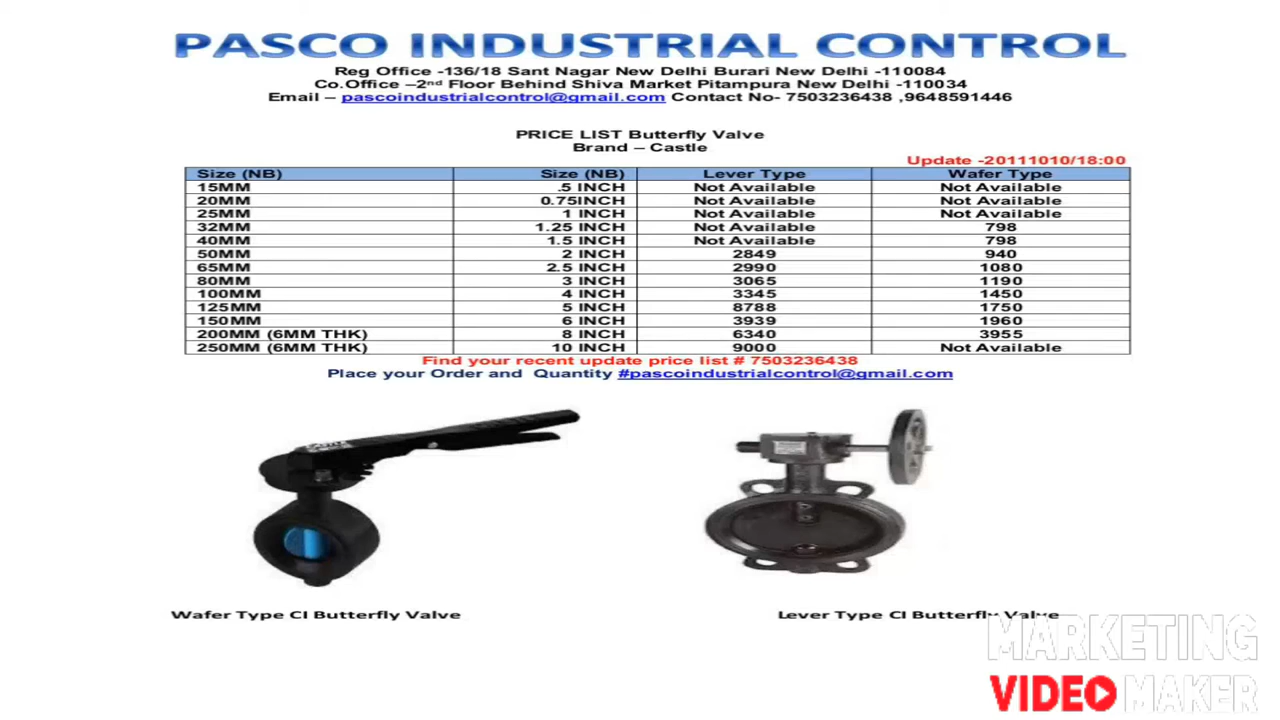 PASCO INDUSTRIAL CONTROL
Reg Office -136/18 Sant Nagar New Delhi Burari New Delhi -110084
Co.Office –2nd Floor Behind Shiva Market Pitampura New Delhi -110034
Email – pascoindustrialcontrol@gmail.com Contact No- 7503236438 ,9648591446
PRICE LIST Butterfly Valve
Brand – Castle
Update -20111010/18:00
Size (NB) Size (NB) Lever Type Wafer Type
15MM .5 INCH Not Available Not Available
20MM 0.75INCH Not Available Not Available
25MM 1 INCH Not Available Not Available
32MM 1.25 INCH Not Available 798
40MM 1.5 INCH Not Available 798
50MM 2 INCH 2849 940
65MM 2.5 INCH 2990 1080
80MM 3 INCH 3065 1190
100MM 4 INCH 3345 1450
125MM 5 INCH 8788 1750
150MM 6 INCH 3939 1960
200MM (6MM THK) 8 INCH 6340 3955
250MM (6MM THK) 10 INCH 9000 Not Available
Find your recent update price list # 7503236438
Place your Order and Quantity #pascoindustrialcontrol@gmail.com
CASTLE
Wafer Type CI Butterfly Valve Lever Type CI Butterfly Valve
MARKETING
VIDEO MAKER